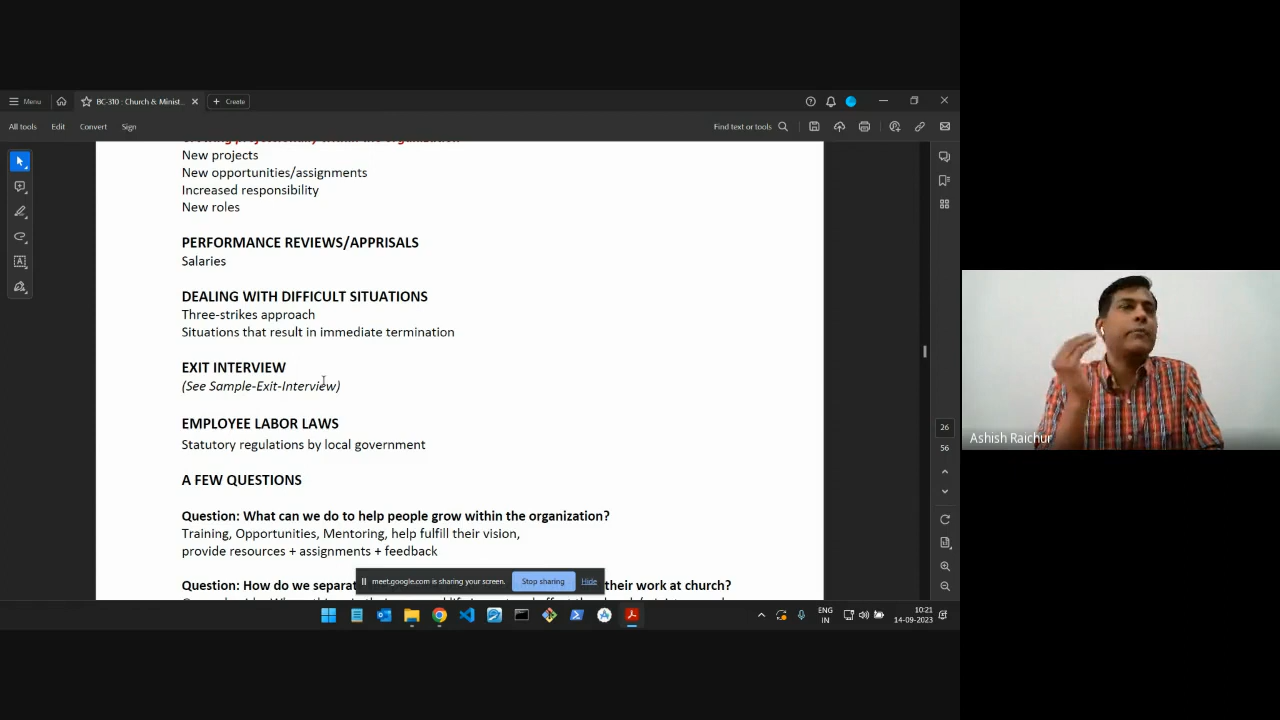 Menu
BC-310 : Church & Minist...
Create
All tools
Edit
Convert
Sign
Find text or tools
New projects
New opportunities/assignments
Increased responsibility
New roles
PERFORMANCE REVIEWS/APPRISALS
Salaries
DEALING WITH DIFFICULT SITUATIONS
Three-strikes approach
Situations that result in immediate termination
EXIT INTERVIEW
(See Sample-Exit-Interview)
EMPLOYEE LABOR LAWS
Statutory regulations by local government
A FEW QUESTIONS
Question: What can we do to help people grow within the organization?
Training, Opportunities, Mentoring, help fulfill their vision,
provide resources + assignments + feedback
Question: How do we separat
their work at church?
meet.google.com is sharing your screen.
Stop sharing
Hide
26
56
ENG
IN
10:21
14-09-2023
Ashish Raichur